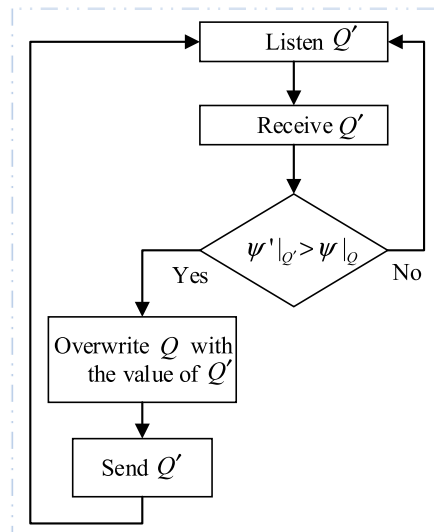 Listen Q′
Receive Q′
ψ'|Q′ > ψ|Q
Yes
No
Overwrite Q with
the value of Q′
Send Q′